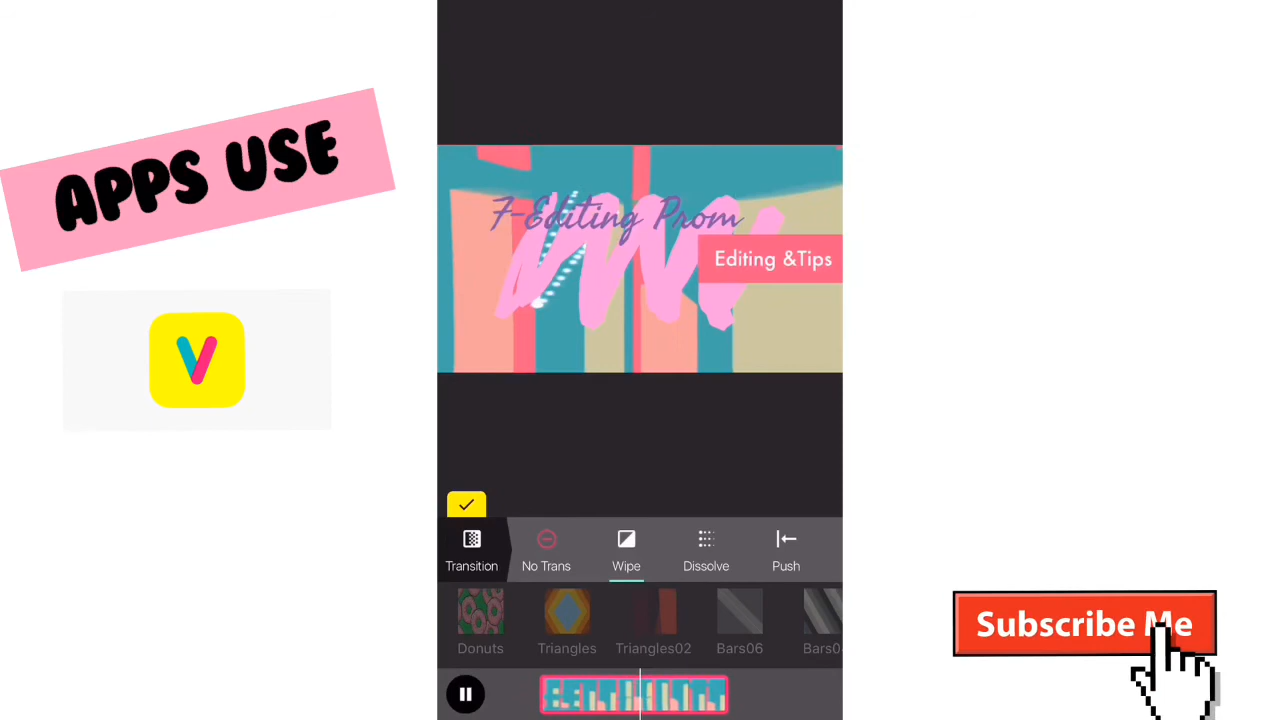 APPS USE
V
7-Editing Prom
Editing &Tips
Transition
No Trans
Wipe
Dissolve
Push
Donuts
Triangles
Triangles02
Bars06
Subscribe Me